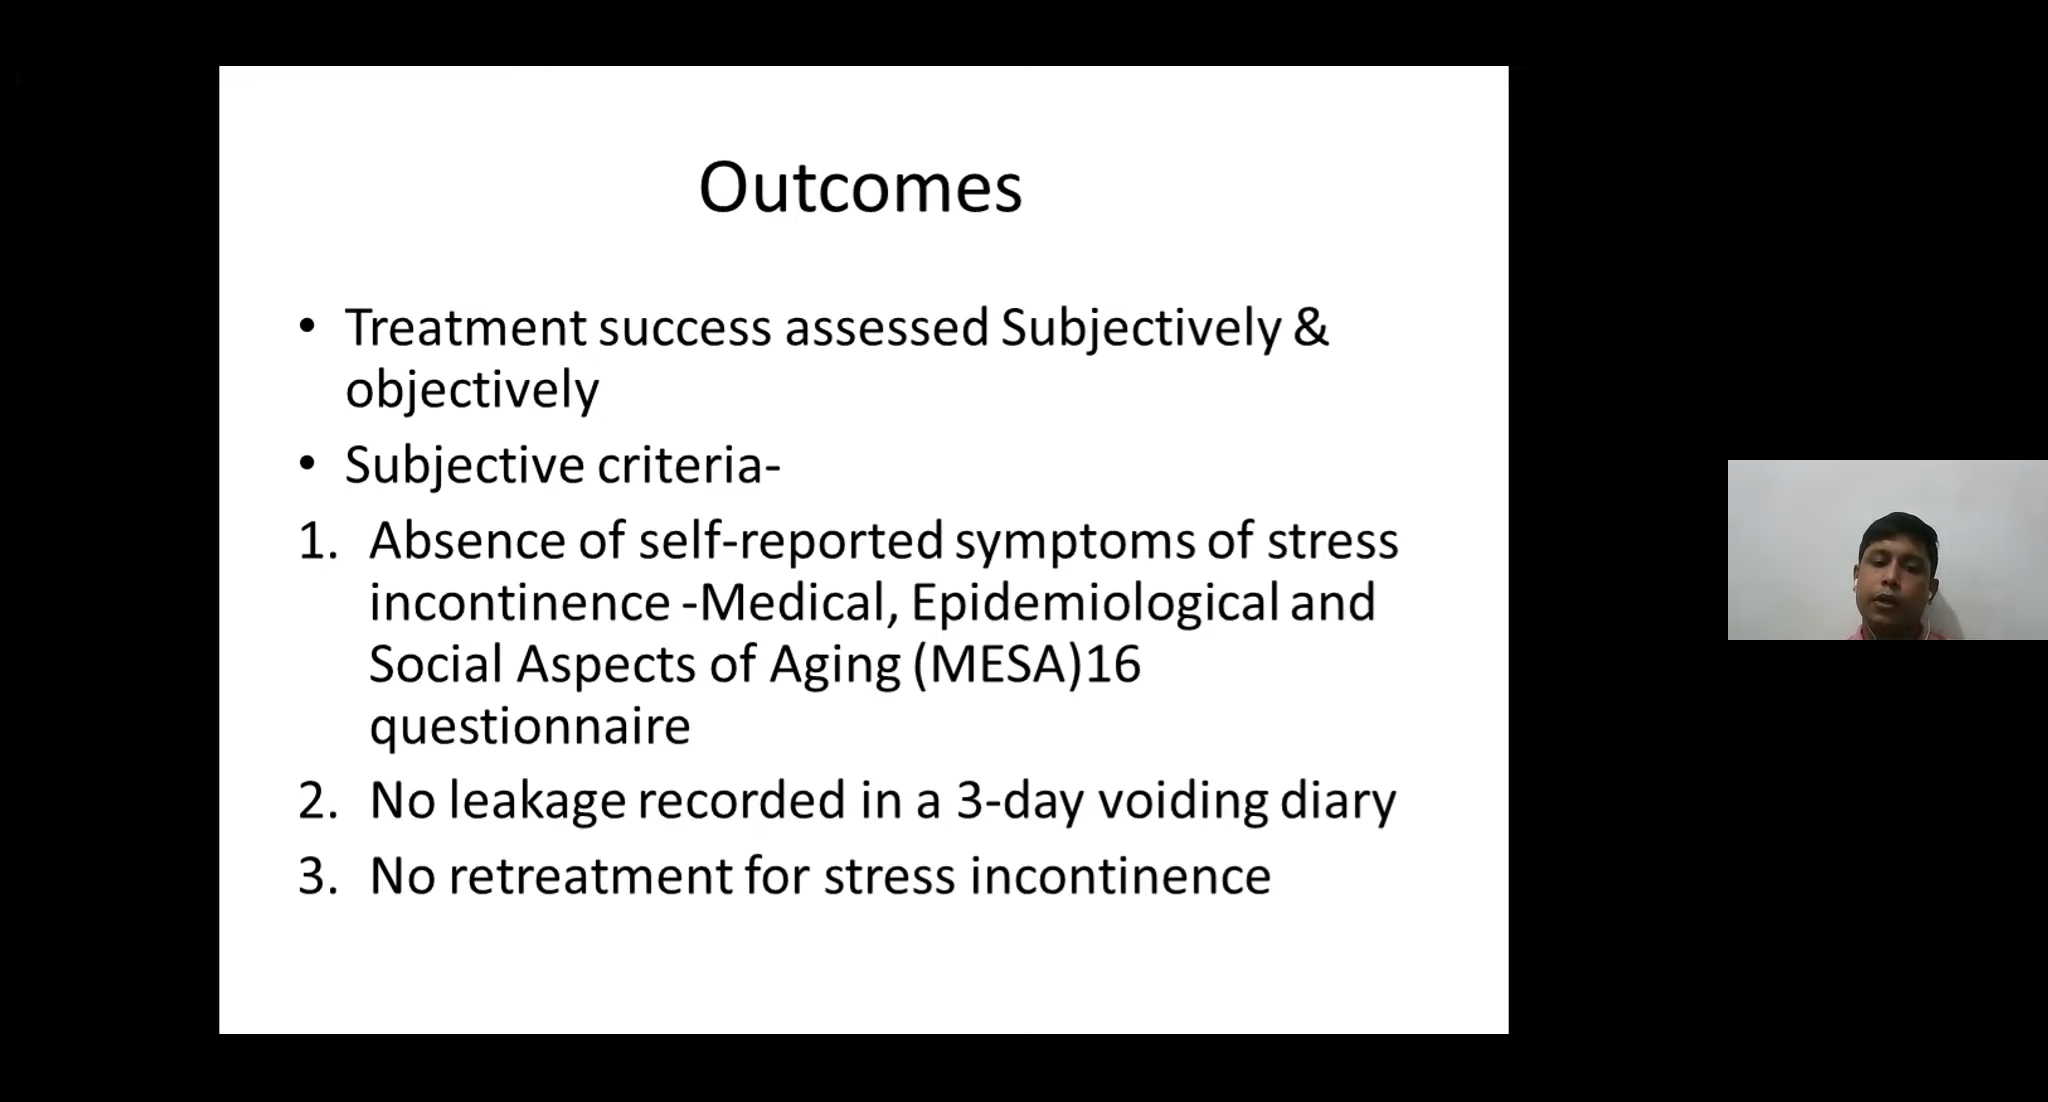 Outcomes
• Treatment success assessed Subjectively &
objectively
• Subjective criteria-
1. Absence of self-reported symptoms of stress
incontinence -Medical, Epidemiological and
Social Aspects of Aging (MESA)16
questionnaire
2. No leakage recorded in a 3-day voiding diary
3. No retreatment for stress incontinence